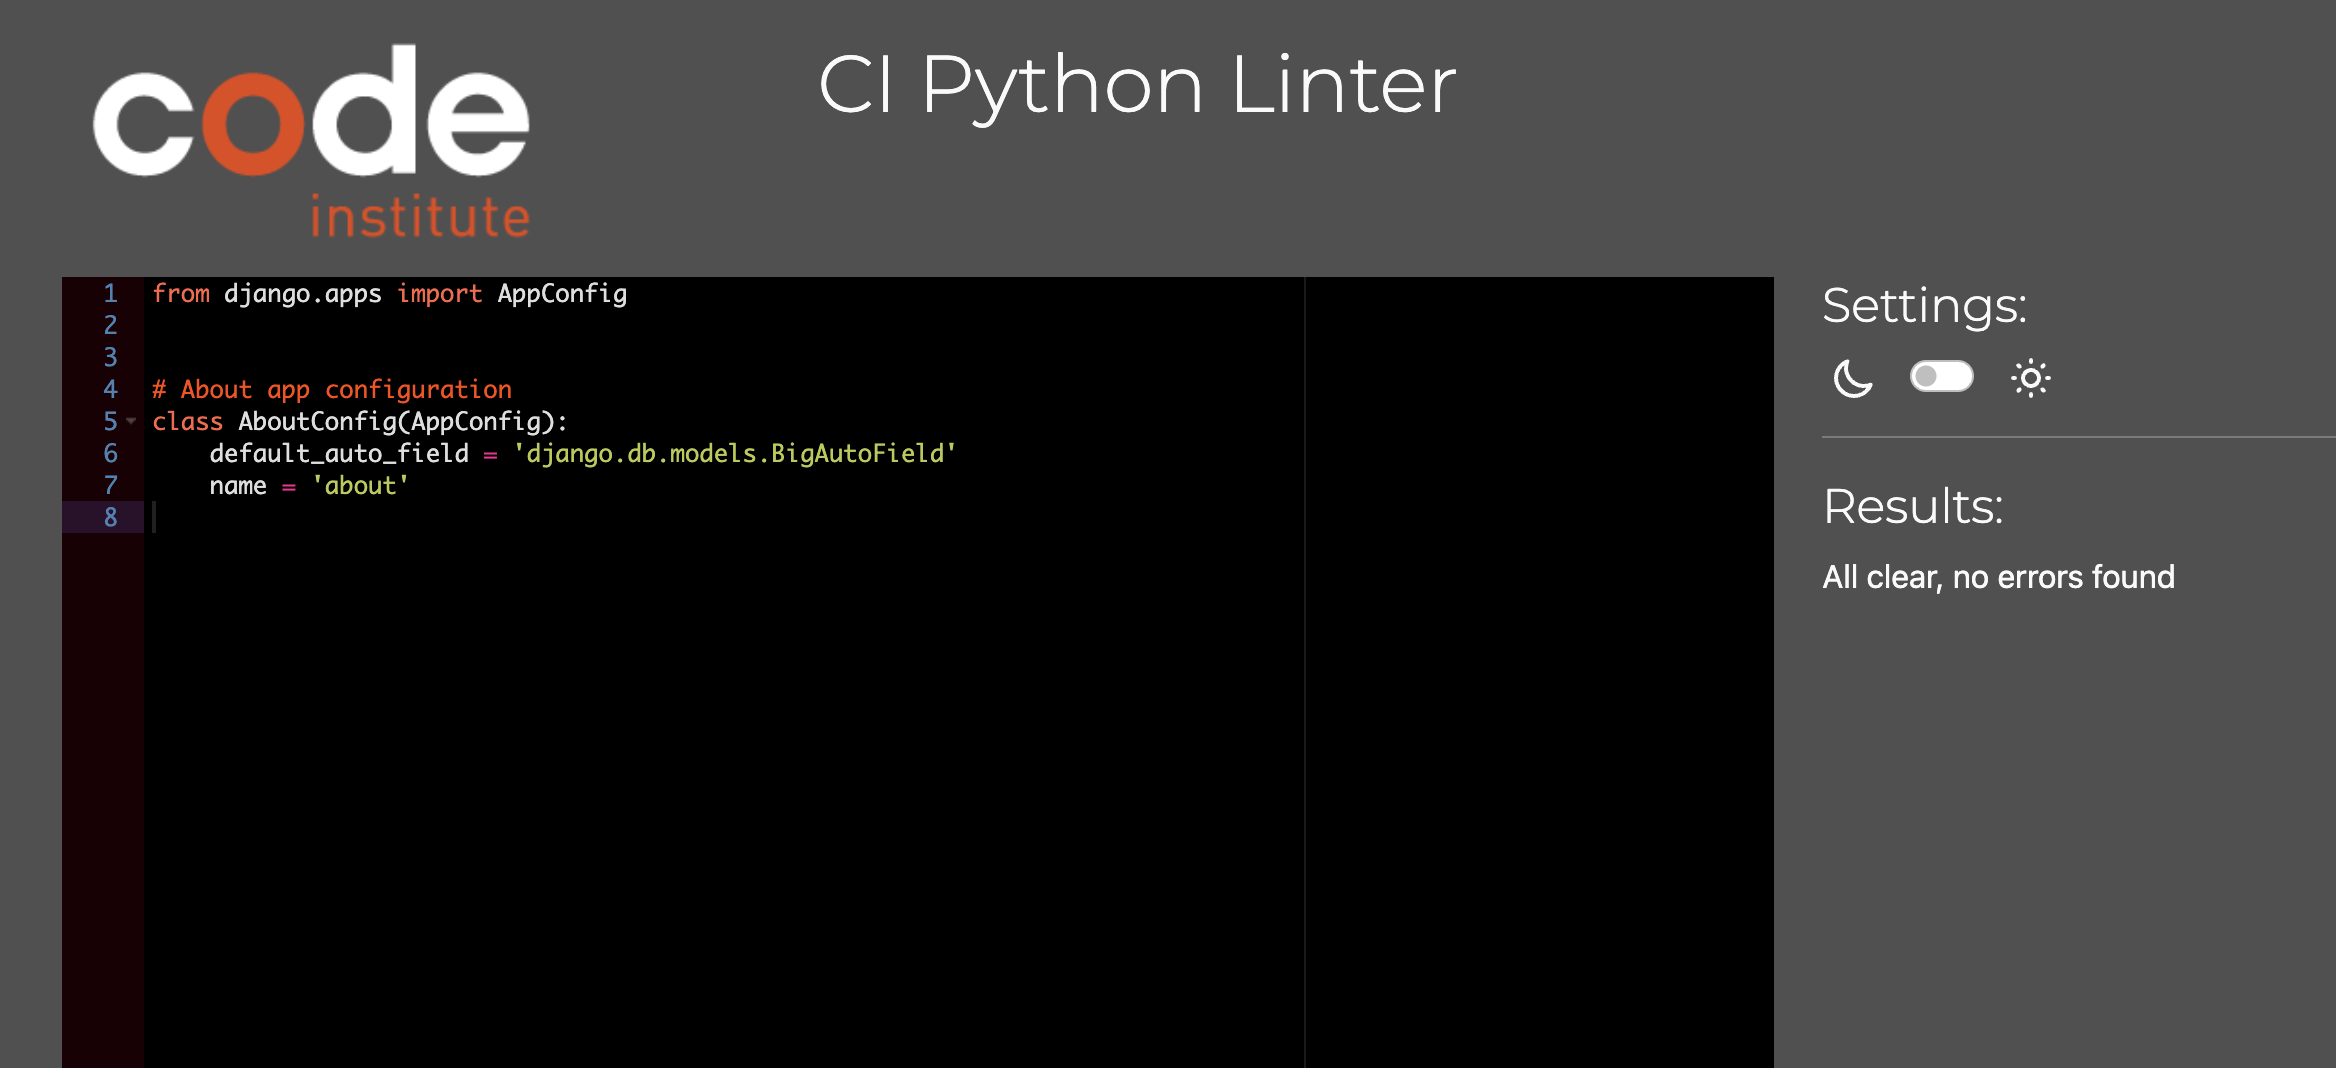 code
institute
CI Python Linter
1 from django.apps import AppConfig
2
3
4 # About app configuration
5 class AboutConfig(AppConfig):
6     default_auto_field = 'django.db.models.BigAutoField'
7     name = 'about'
8
Settings:
Results:
All clear, no errors found